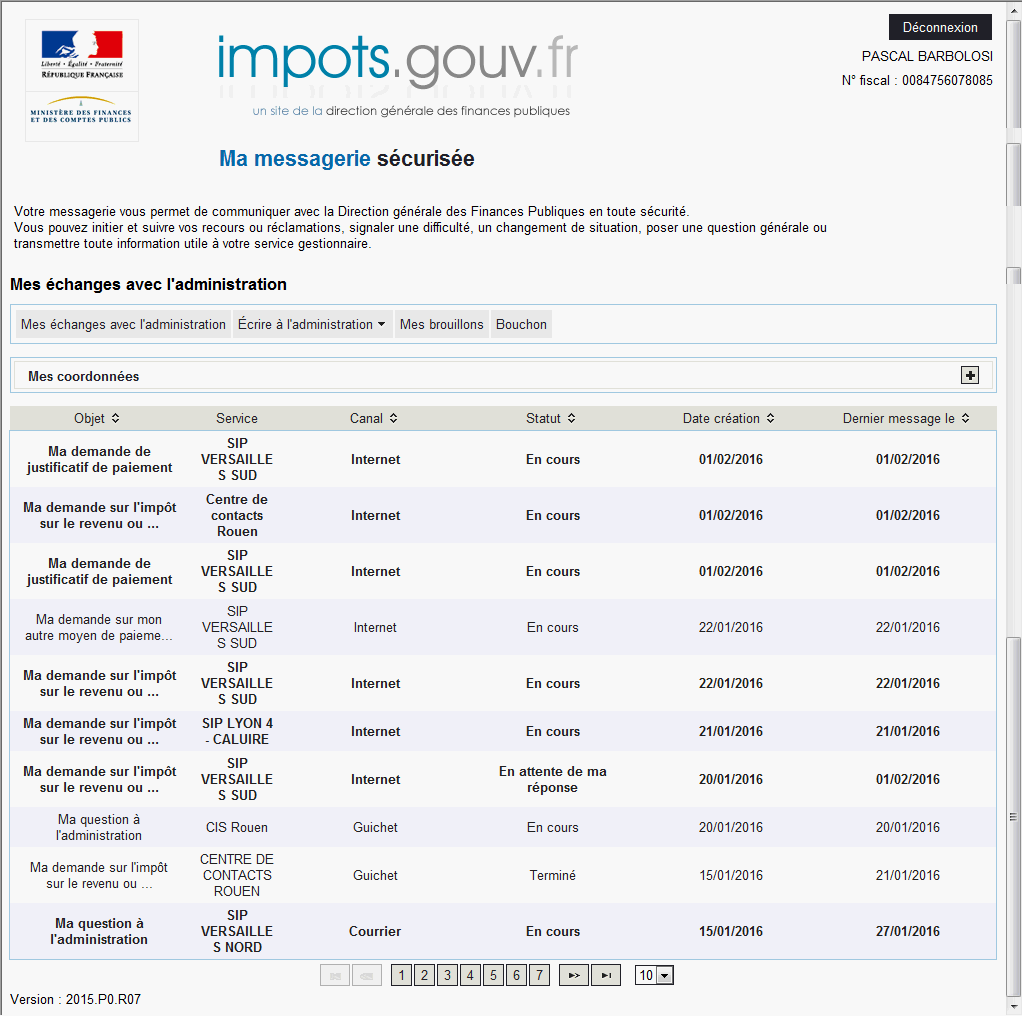 Liberté • Égalité • Fraternité
RÉPUBLIQUE FRANÇAISE
MINISTÈRE DES FINANCES
ET DES COMPTES PUBLICS
impots.gouv.fr
un site de la direction générale des finances publiques
Déconnexion
PASCAL BARBOLOSI
N° fiscal : 0084756078085
Ma messagerie sécurisée
Votre messagerie vous permet de communiquer avec la Direction générale des Finances Publiques en toute sécurité.
Vous pouvez initier et suivre vos recours ou réclamations, signaler une difficulté, un changement de situation, poser une question générale ou
transmettre toute information utile à votre service gestionnaire.
Mes échanges avec l'administration
Mes échanges avec l'administration Écrire à l'administration Mes brouillons Bouchon
Mes coordonnées
Objet Service Canal Statut Date création Dernier message le
Ma demande de
justificatif de paiement
SIP
VERSAILLE
S SUD
Internet En cours 01/02/2016 01/02/2016
Ma demande sur l'impôt
sur le revenu ou ...
Centre de
contacts
Rouen
Internet En cours 01/02/2016 01/02/2016
Ma demande de
justificatif de paiement
SIP
VERSAILLE
S SUD
Internet En cours 01/02/2016 01/02/2016
Ma demande sur mon
autre moyen de paieme...
SIP
VERSAILLE
S SUD
Internet En cours 22/01/2016 22/01/2016
Ma demande sur l'impôt
sur le revenu ou ...
SIP
VERSAILLE
S SUD
Internet En cours 22/01/2016 22/01/2016
Ma demande sur l'impôt
sur le revenu ou ...
SIP LYON 4
- CALUIRE
Internet En cours 21/01/2016 21/01/2016
Ma demande sur l'impôt
sur le revenu ou ...
SIP
VERSAILLE
S SUD
Internet
En attente de ma
réponse
20/01/2016 01/02/2016
Ma question à
l'administration
CIS Rouen Guichet En cours 20/01/2016 20/01/2016
Ma demande sur l'impôt
sur le revenu ou ...
CENTRE DE
CONTACTS
ROUEN
Guichet Terminé 15/01/2016 21/01/2016
Ma question à
l'administration
SIP
VERSAILLE
S NORD
Courrier En cours 15/01/2016 27/01/2016
1 2 3 4 5 6 7 10
Version : 2015.P0.R07